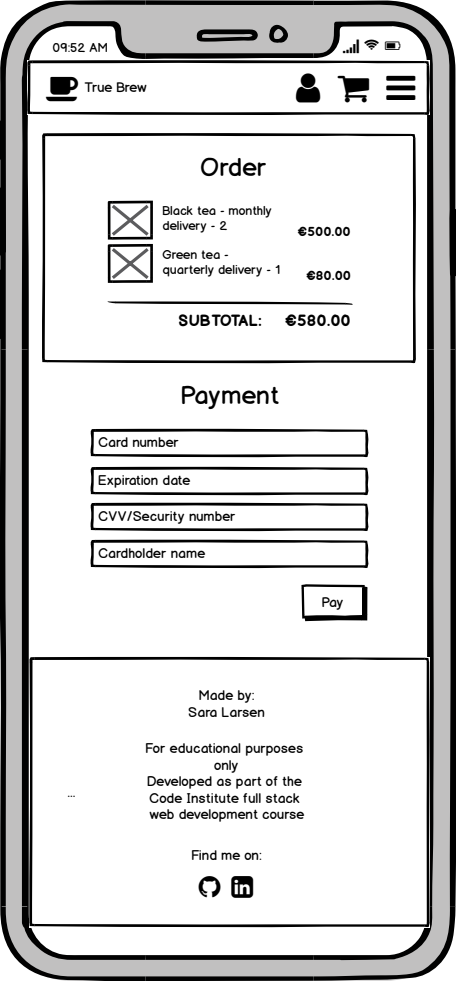 09:52 AM
True Brew
Order
Black tea - monthly
delivery - 2
€500.00
Green tea -
quarterly delivery - 1
€80.00
SUBTOTAL: €580.00
Payment
Card number
Expiration date
CVV/Security number
Cardholder name
Pay
Made by:
Sara Larsen
For educational purposes
only
Developed as part of the
...
Code Institute full stack
web development course
Find me on:
in